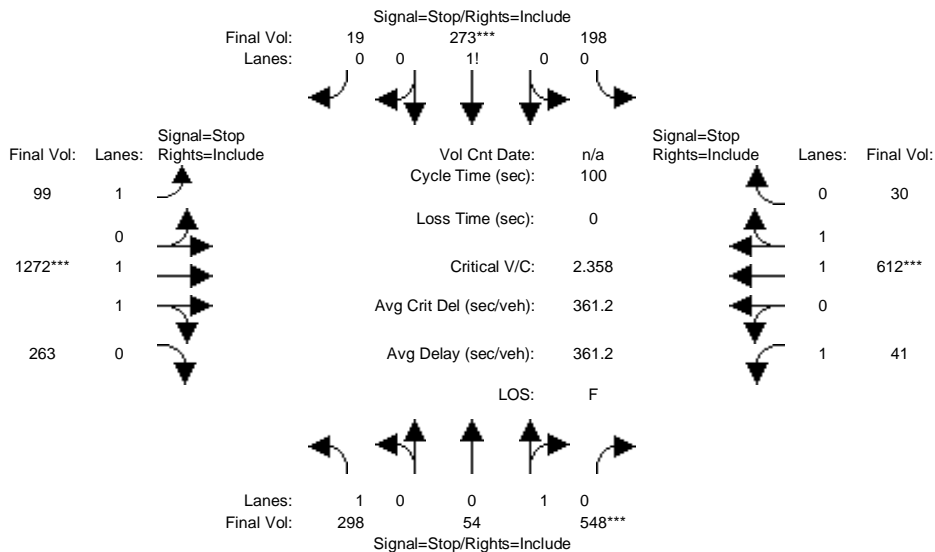 Signal=Stop/Rights=Include
Final Vol: 19 273*** 198
Lanes: 0 0 1! 0 0
Signal=Stop Signal=Stop
Final Vol: Lanes: Rights=Include Vol Cnt Date: n/a Rights=Include Lanes: Final Vol:
Cycle Time (sec): 100
99 1 0 30
Loss Time (sec): 0
0 1
1272*** 1 Critical V/C: 2.358 1 612***
1 Avg Crit Del (sec/veh): 361.2 0
263 0 Avg Delay (sec/veh): 361.2 1 41
LOS: F
Lanes: 1 0 0 1 0
Final Vol: 298 54 548***
Signal=Stop/Rights=Include